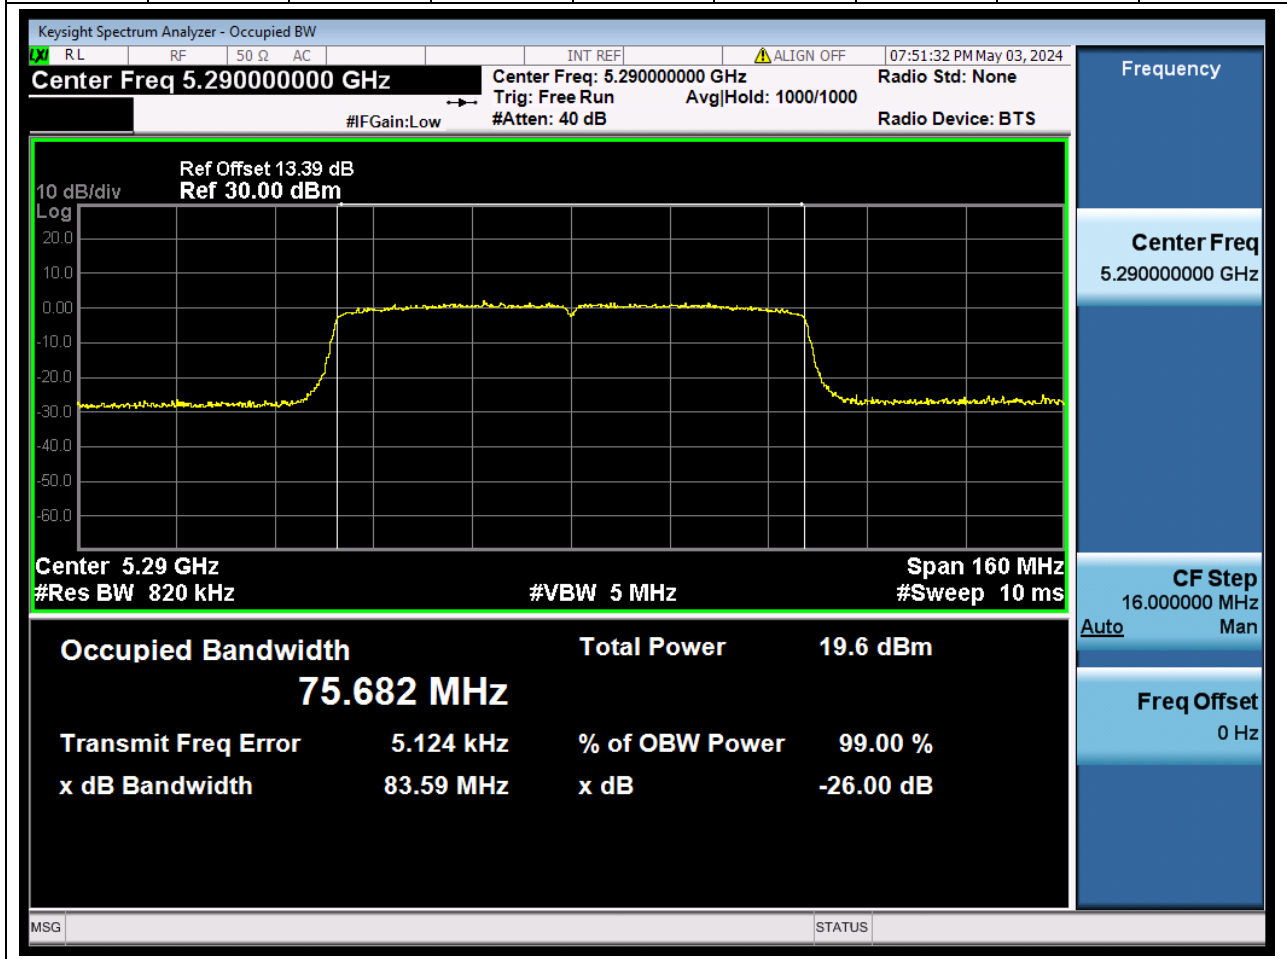 Keysight Spectrum Analyzer - Occupied BW
LXI RL RF 50 Ω AC INT REF ALIGN OFF 07:51:32 PM May 03, 2024
Center Freq 5.290000000 GHz
Center Freq: 5.290000000 GHz
Radio Std: None
Trig: Free Run Avg|Hold: 1000/1000
#IFGain:Low
#Atten: 40 dB
Radio Device: BTS
Ref Offset 13.39 dB
10 dB/div Ref 30.00 dBm
Log
20.0
10.0
0.00
-10.0
-20.0
-30.0
-40.0
-50.0
-60.0
Center 5.29 GHz Span 160 MHz
#Res BW 820 kHz #VBW 5 MHz #Sweep 10 ms
Occupied Bandwidth Total Power 19.6 dBm
75.682 MHz
Transmit Freq Error 5.124 kHz % of OBW Power 99.00 %
x dB Bandwidth 83.59 MHz x dB -26.00 dB
Frequency
Center Freq
5.290000000 GHz
CF Step
16.000000 MHz
Auto Man
Freq Offset
0 Hz
MSG STATUS